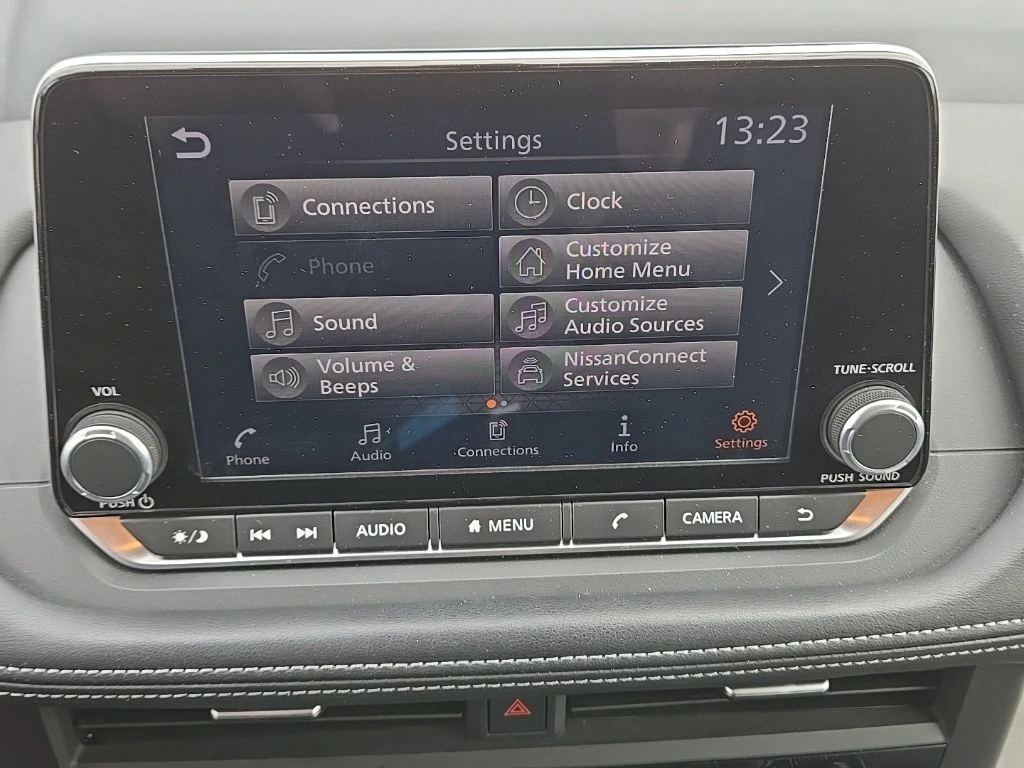 Settings
13:23
Connections
Clock
Phone
Customize
Home Menu
Sound
Customize
Audio Sources
Volume &
Beeps
NissanConnect
Services
VOL
TUNE·SCROLL
Phone
Audio
Connections
Info
Settings
PUSH
PUSH SOUND
AUDIO
MENU
CAMERA